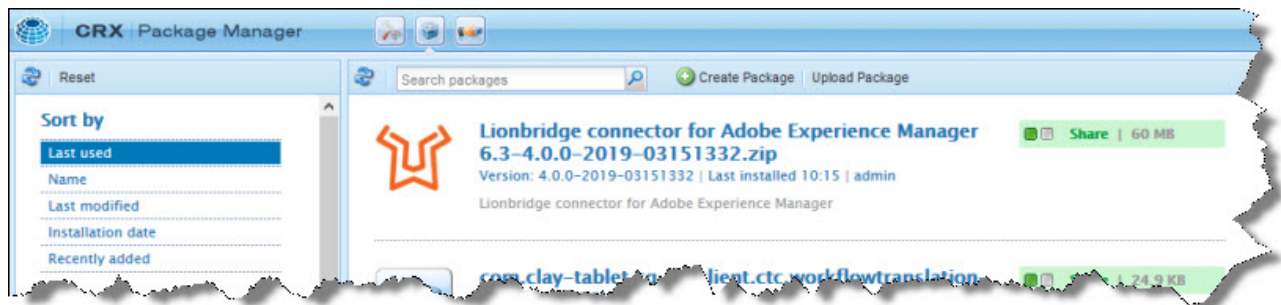 CRX Package Manager
Reset
Search packages
Create Package
Upload Package
Sort by
Last used
Name
Last modified
Installation date
Recently added
Lionbridge connector for Adobe Experience Manager
6.3-4.0.0-2019-03151332.zip
Version: 4.0.0-2019-03151332 | Last installed 10:15 | admin
Lionbridge connector for Adobe Experience Manager
Share | 60 MB
24.9 KB